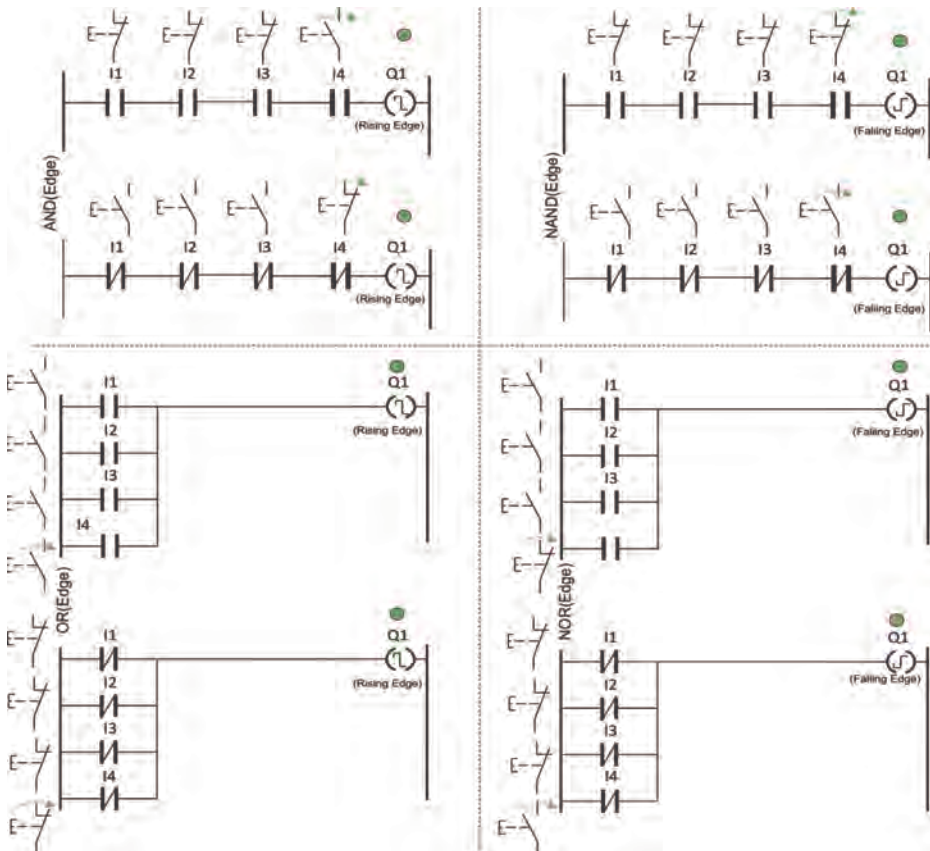 I1 I2 I3 I4 Q1
(Rising Edge)
AND(Edge)
I1 I2 I3 I4 Q1
(Rising Edge)
I1 I2 I3 I4 Q1
(Falling Edge)
NAND(Edge)
I1 I2 I3 I4 Q1
(Falling Edge)
I1 Q1
(Rising Edge)
I2
I3
I4
OR(Edge)
I1 Q1
(Rising Edge)
I2
I3
I4
I1 Q1
(Falling Edge)
I2
I3
NOR(Edge)
I1 Q1
(Falling Edge)
I2
I3
I4